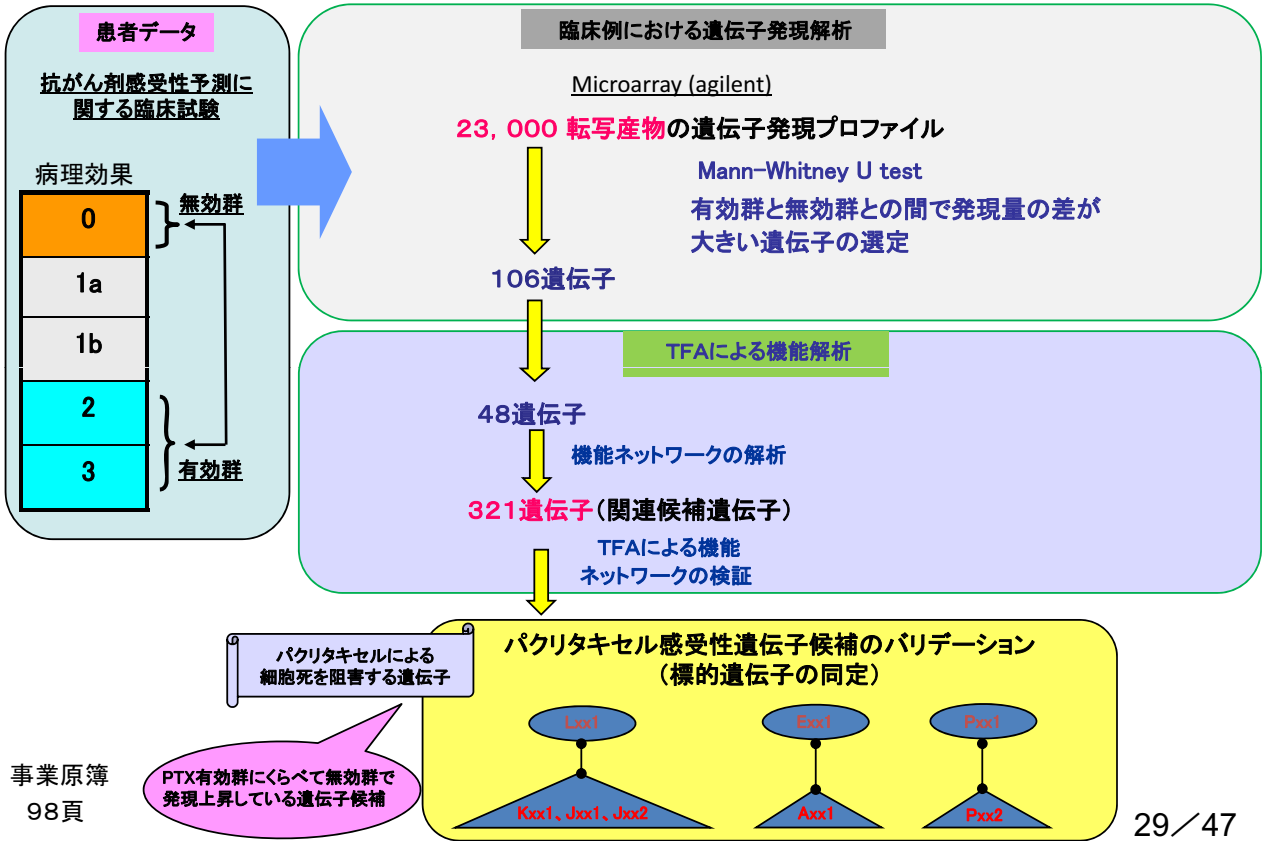 患者データ
抗がん剤感受性予測に
関する臨床試験
病理効果
0
無効群
1a
1b
2
3
有効群
臨床例における遺伝子発現解析
Microarray (agilent)
23,000 転写産物の遺伝子発現プロファイル
Mann-Whitney U test
有効群と無効群との間で発現量の差が
大きい遺伝子の選定
106遺伝子
TFAによる機能解析
48遺伝子
機能ネットワークの解析
321遺伝子(関連候補遺伝子)
TFAによる機能
ネットワークの検証
パクリタキセルによる
細胞死を阻害する遺伝子
パクリタキセル感受性遺伝子候補のバリデーション
(標的遺伝子の同定)
Lxx1
Exx1
Pxx1
Kxx1、Jxx1、Jxx2
Axx1
Pxx2
PTX有効群にくらべて無効群で
発現上昇している遺伝子候補
事業原簿
98頁
29/47